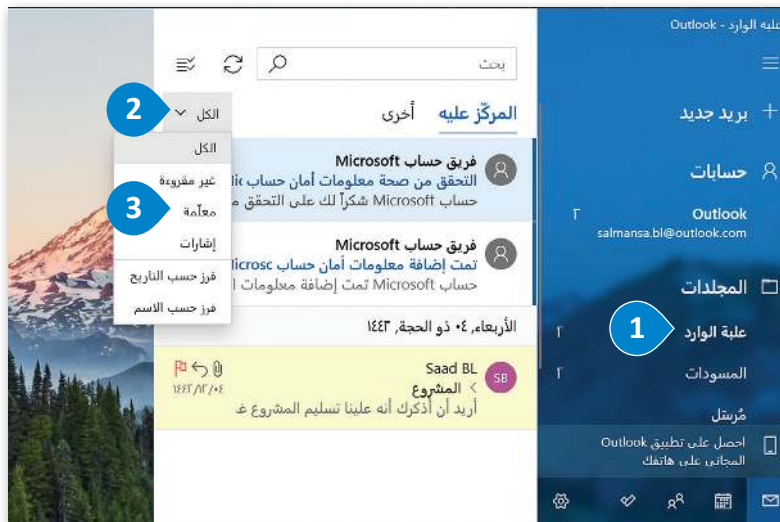 علبة الوارد - Outlook
بريد جديد
حسابات
Outlook ٢
salmansa.bl@outlook.com
المجلدات
1
علبة الوارد ٢
المسودات ٢
مُرسَل
احصل على تطبيق Outlook
المجاني على هاتفك
بحث
المركّز عليه أخرى
2
الكل
الكل
غير مقروءة
3
معلّمة
إشارات
فرز حسب التاريخ
فرز حسب الاسم
فريق حساب Microsoft
التحقق من صحة معلومات أمان حساب
حساب Microsoft شكراً لك على التحقق
فريق حساب Microsoft
تمت إضافة معلومات أمان حساب Microsc
حساب Microsoft تمت إضافة معلومات
الأربعاء, ٠٤ ذو الحجة, ١٤٤٣
SB
Saad BL
المشروع
١٤٤٣/١٢/٠٤
أريد أن أذكرك أنه علينا تسليم المشروع غ